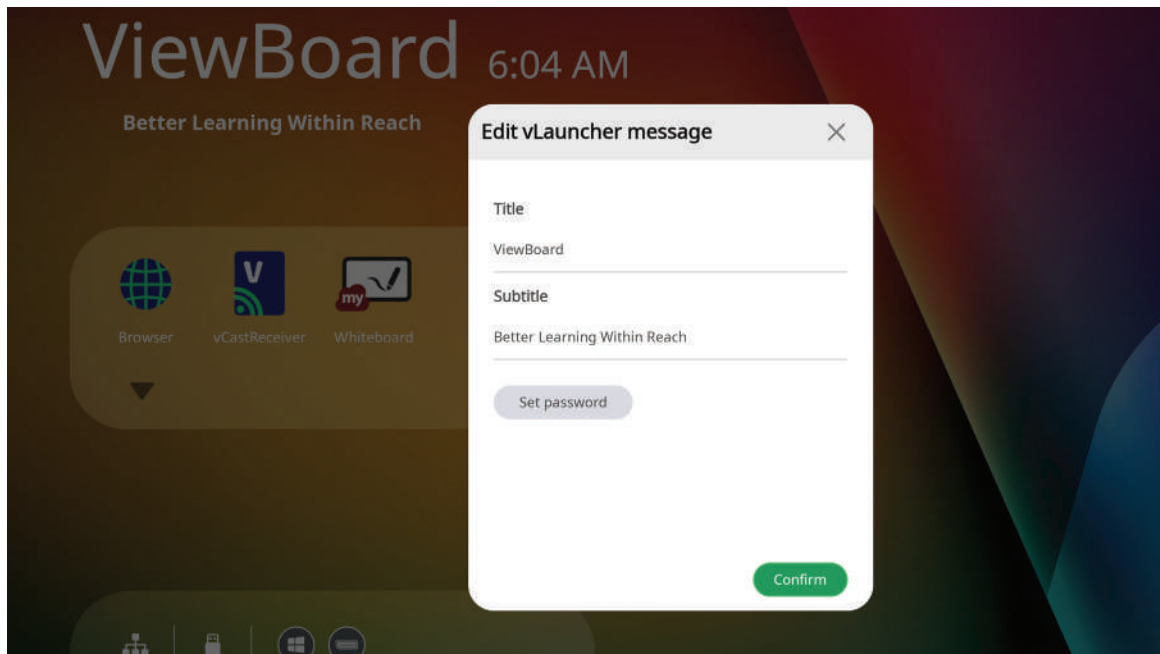 ViewBoard 6:04 AM
Better Learning Within Reach
Edit vLauncher message
Title
ViewBoard
Subtitle
Better Learning Within Reach
Set password
Confirm
V
my
Browser vCastReceiver Whiteboard